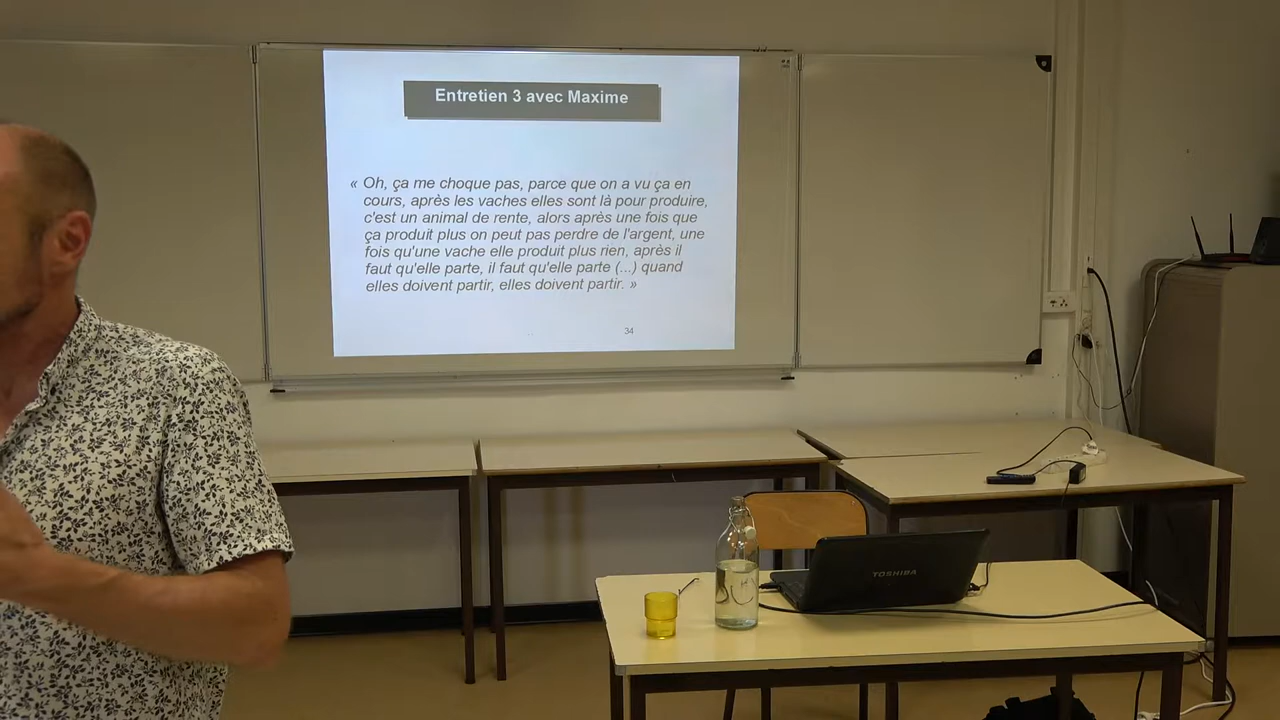 Entretien 3 avec Maxime
« Oh, ça me choque pas, parce que on a vu ça en
cours, après les vaches elles sont là pour produire,
c'est un animal de rente, alors après une fois que
ça produit plus on peut pas perdre de l'argent, une
fois qu'une vache elle produit plus rien, après il
faut qu'elle parte, il faut qu'elle parte (...) quand
elles doivent partir, elles doivent partir. »
34
TOSHIBA